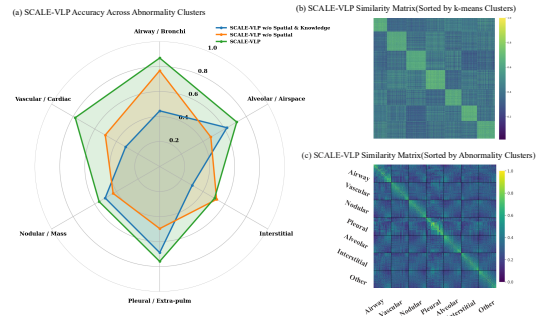 (a) SCALE-VLP Accuracy Across Abnormality Clusters
SCALE-VLP w/o Spatial & Knowledge
SCALE-VLP w/o Spatial
SCALE-VLP
Airway / Bronchi
1.0
0.8
0.6
0.4
0.2
Vascular / Cardiac
Alveolar / Airspace
Nodular / Mass
Interstitial
Pleural / Extra-pulm
(b) SCALE-VLP Similarity Matrix(Sorted by k-means Clusters)
(c) SCALE-VLP Similarity Matrix(Sorted by Abnormality Clusters)
Airway
Vascular
Nodular
Pleural
Alveolar
Interstitial
Other
1.0
0.8
0.6
0.4
0.2
0.0
Airway
Vascular
Nodular
Pleural
Alveolar
Interstitial
Other